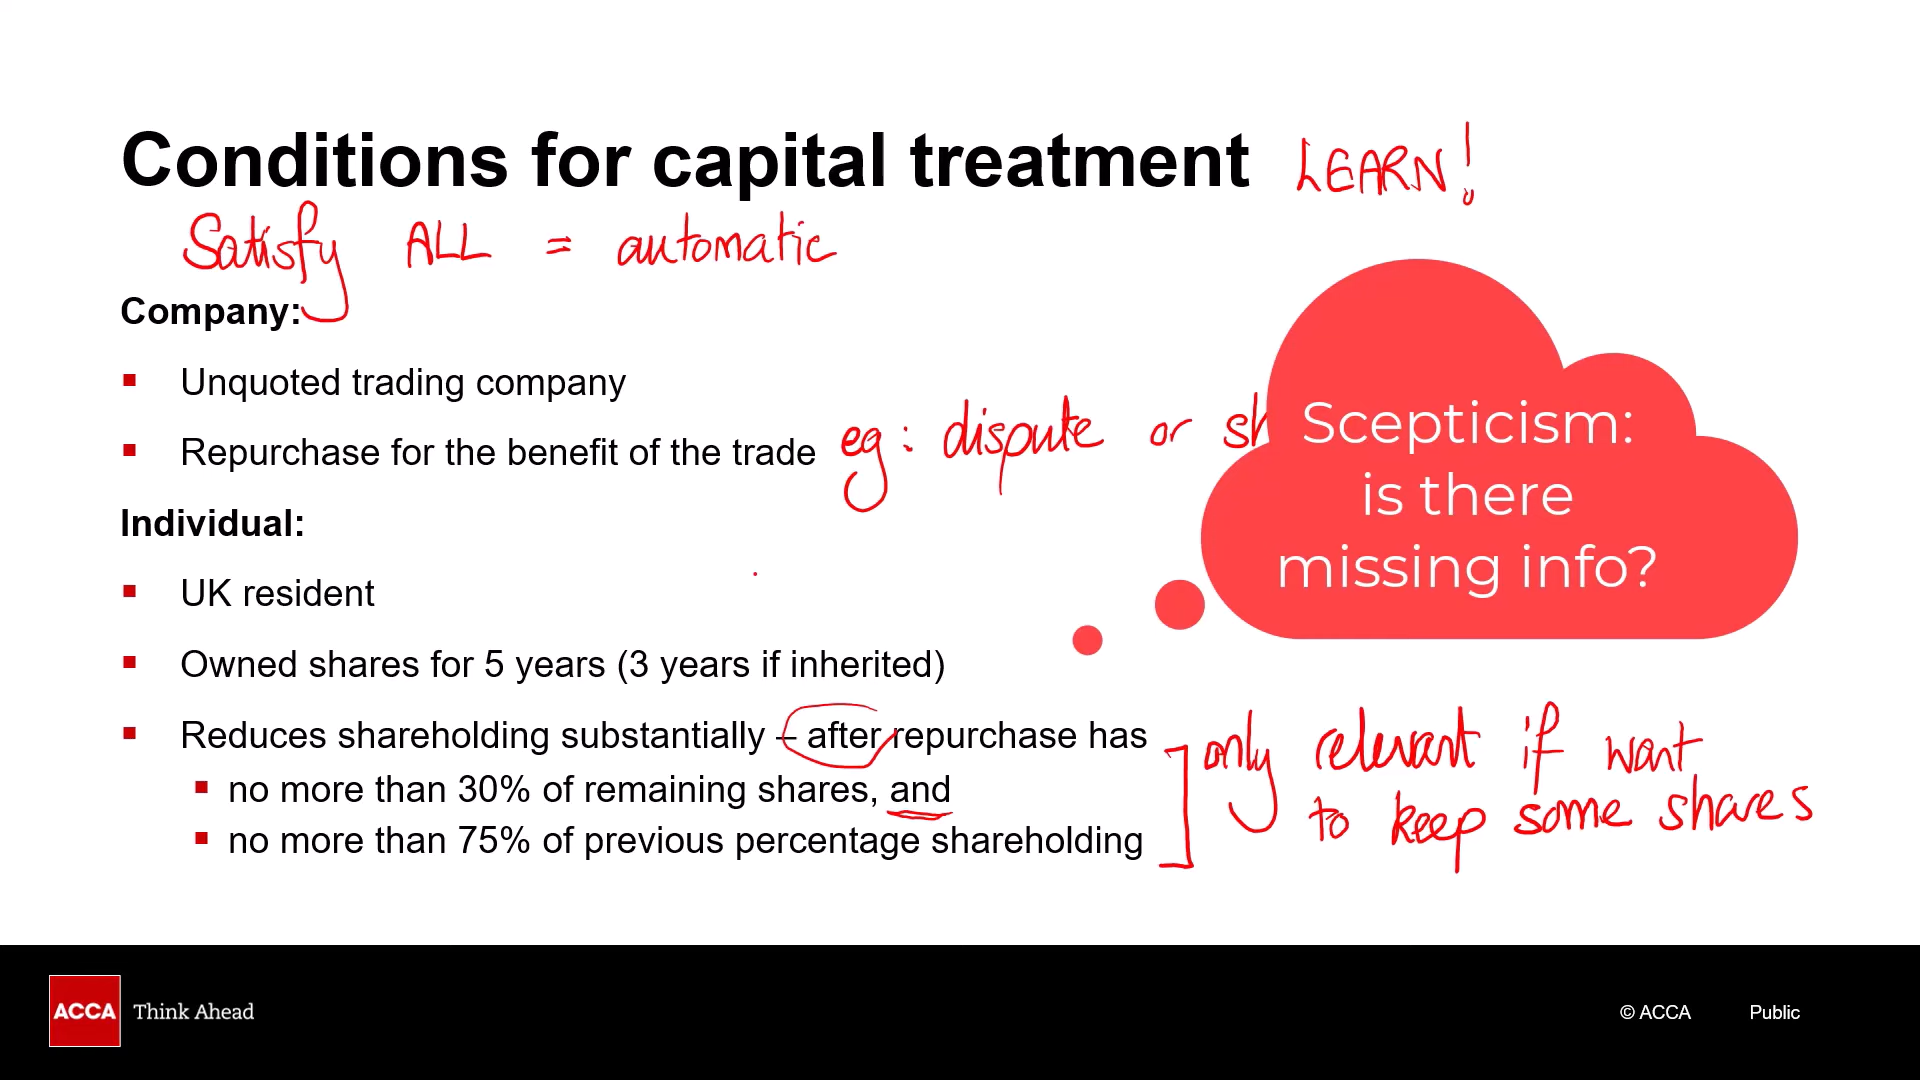 Conditions for capital treatment LEARN!
Satisfy ALL = automatic
Company:
Unquoted trading company
Repurchase for the benefit of the trade eg: dispute or
Scepticism:
is there
missing info?
Individual:
UK resident
Owned shares for 5 years (3 years if inherited)
Reduces shareholding substantially – after repurchase has
no more than 30% of remaining shares, and
no more than 75% of previous percentage shareholding
only relevant if want
to keep some shares
ACCA Think Ahead
© ACCA Public